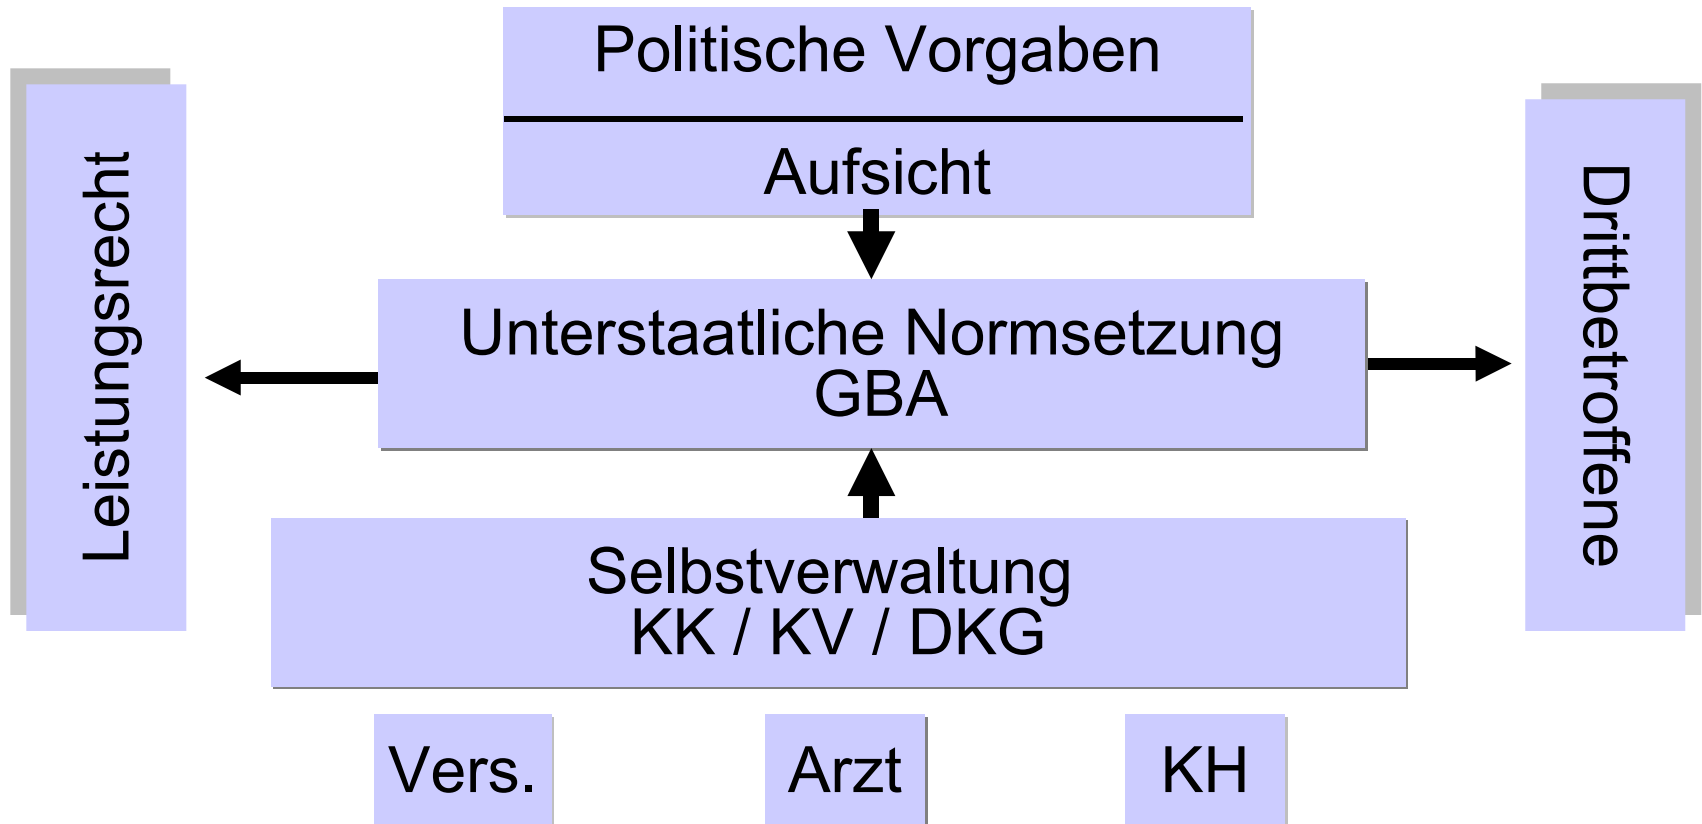 Politische Vorgaben
Aufsicht
Leistungsrecht
Unterstaatliche Normsetzung
GBA
Drittbetroffene
Selbstverwaltung
KK / KV / DKG
Vers.
Arzt
KH